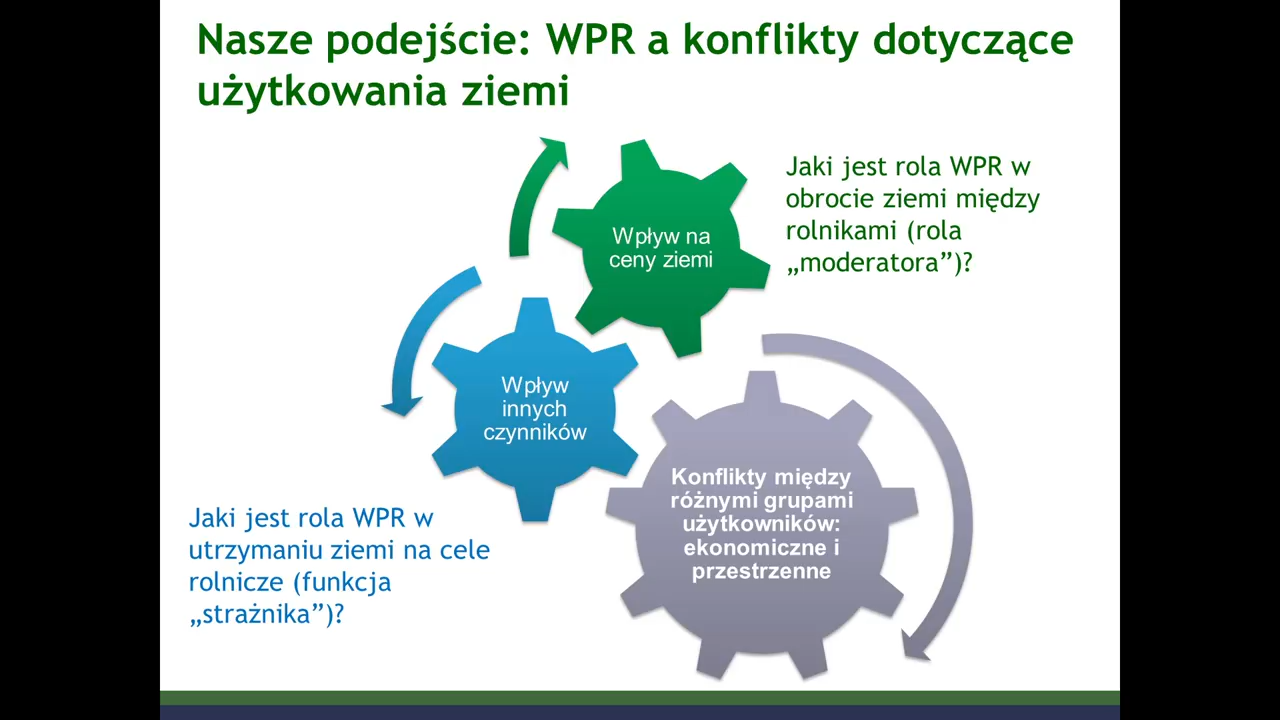 Nasze podejście: WPR a konflikty dotyczące
użytkowania ziemi
Jaki jest rola WPR w
obrocie ziemi między
rolnikami (rola
„moderatora”)?
Wpływ na
ceny ziemi
Wpływ
innych
czynników
Konflikty między
różnymi grupami
użytkowników:
ekonomiczne i
przestrzenne
Jaki jest rola WPR w
utrzymaniu ziemi na cele
rolnicze (funkcja
„strażnika”)?